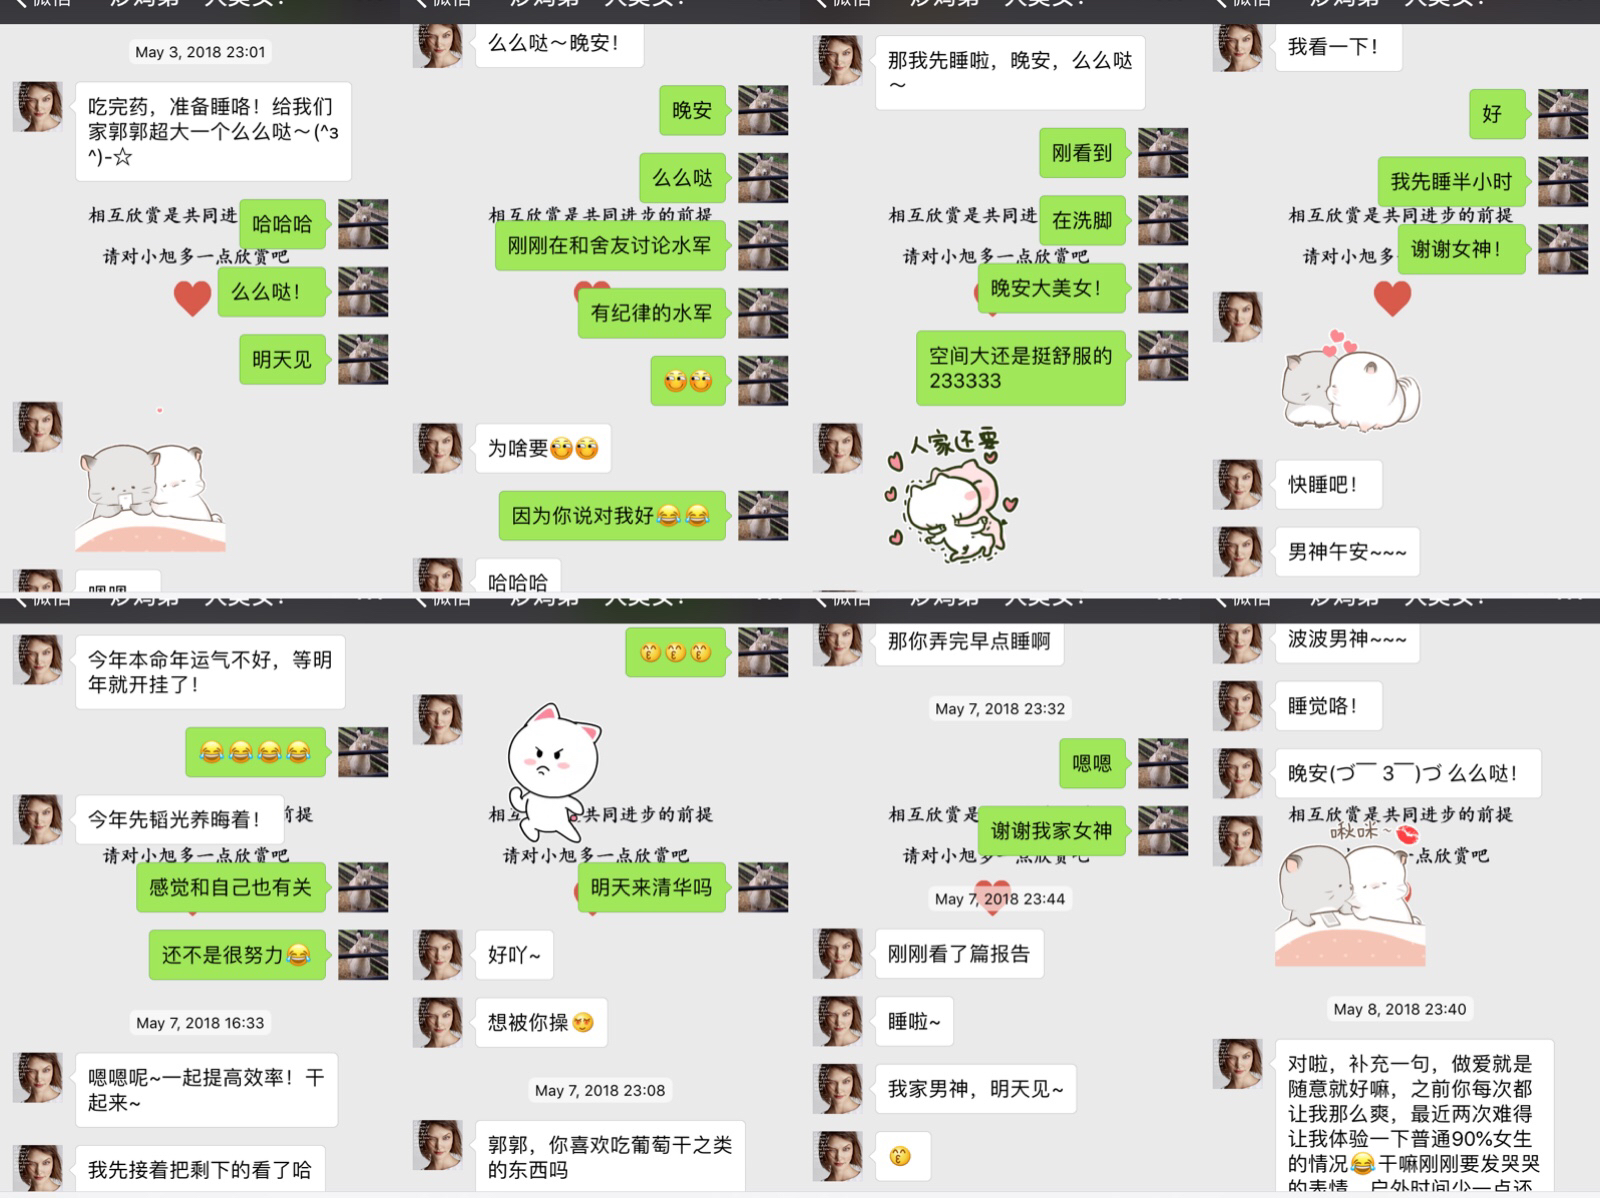 May 3, 2018 23:01
吃完药，准备睡咯！给我们
家郭郭超大一个么么哒～(^з
^)-☆
相互欣赏是共同进
哈哈哈
请对小旭多一点欣赏吧
么么哒！
明天见
么么哒～晚安！
晚安
么么哒
相互欣赏是共同进步的前提
刚刚在和舍友讨论水军
有纪律的水军
为啥要
因为你说对我好
哈哈哈
那我先睡啦，晚安，么么哒
～
刚看到
相互欣赏是共同进
在洗脚
请对小旭多一点欣赏吧
晚安大美女！
空间大还是挺舒服的
233333
人家还要
我看一下！
好
我先睡半小时
相互欣赏是共同进步的前提
请对小旭多
谢谢女神！
快睡吧！
男神午安~~~
今年本命年运气不好，等明
年就开挂了！
今年先韬光养晦着！
前提
请对小旭多一点欣赏吧
感觉和自己也有关
还不是很努力
May 7, 2018 16:33
嗯嗯呢~一起提高效率！干
起来~
我先接着把剩下的看了哈
相互
共同进步的前提
请对小旭多一点欣赏吧
明天来清华吗
好吖~
想被你操
May 7, 2018 23:08
郭郭，你喜欢吃葡萄干之类
的东西吗
那你弄完早点睡啊
May 7, 2018 23:32
嗯嗯
相互欣赏是
共同进步的前提
谢谢我家女神
May 7, 2018 23:44
刚刚看了篇报告
睡啦~
我家男神，明天见~
波波男神~~~
睡觉咯！
晚安(づ￣ 3￣)づ 么么哒！
相互欣赏是共同进步的前提
啾咪~
一点欣赏吧
May 8, 2018 23:40
对啦，补充一句，做爱就是
随意就好嘛，之前你每次都
让我那么爽，最近两次难得
让我体验一下普通90%女生
的情况😂干嘛刚刚要发哭哭
的表情，户外时间少一点还